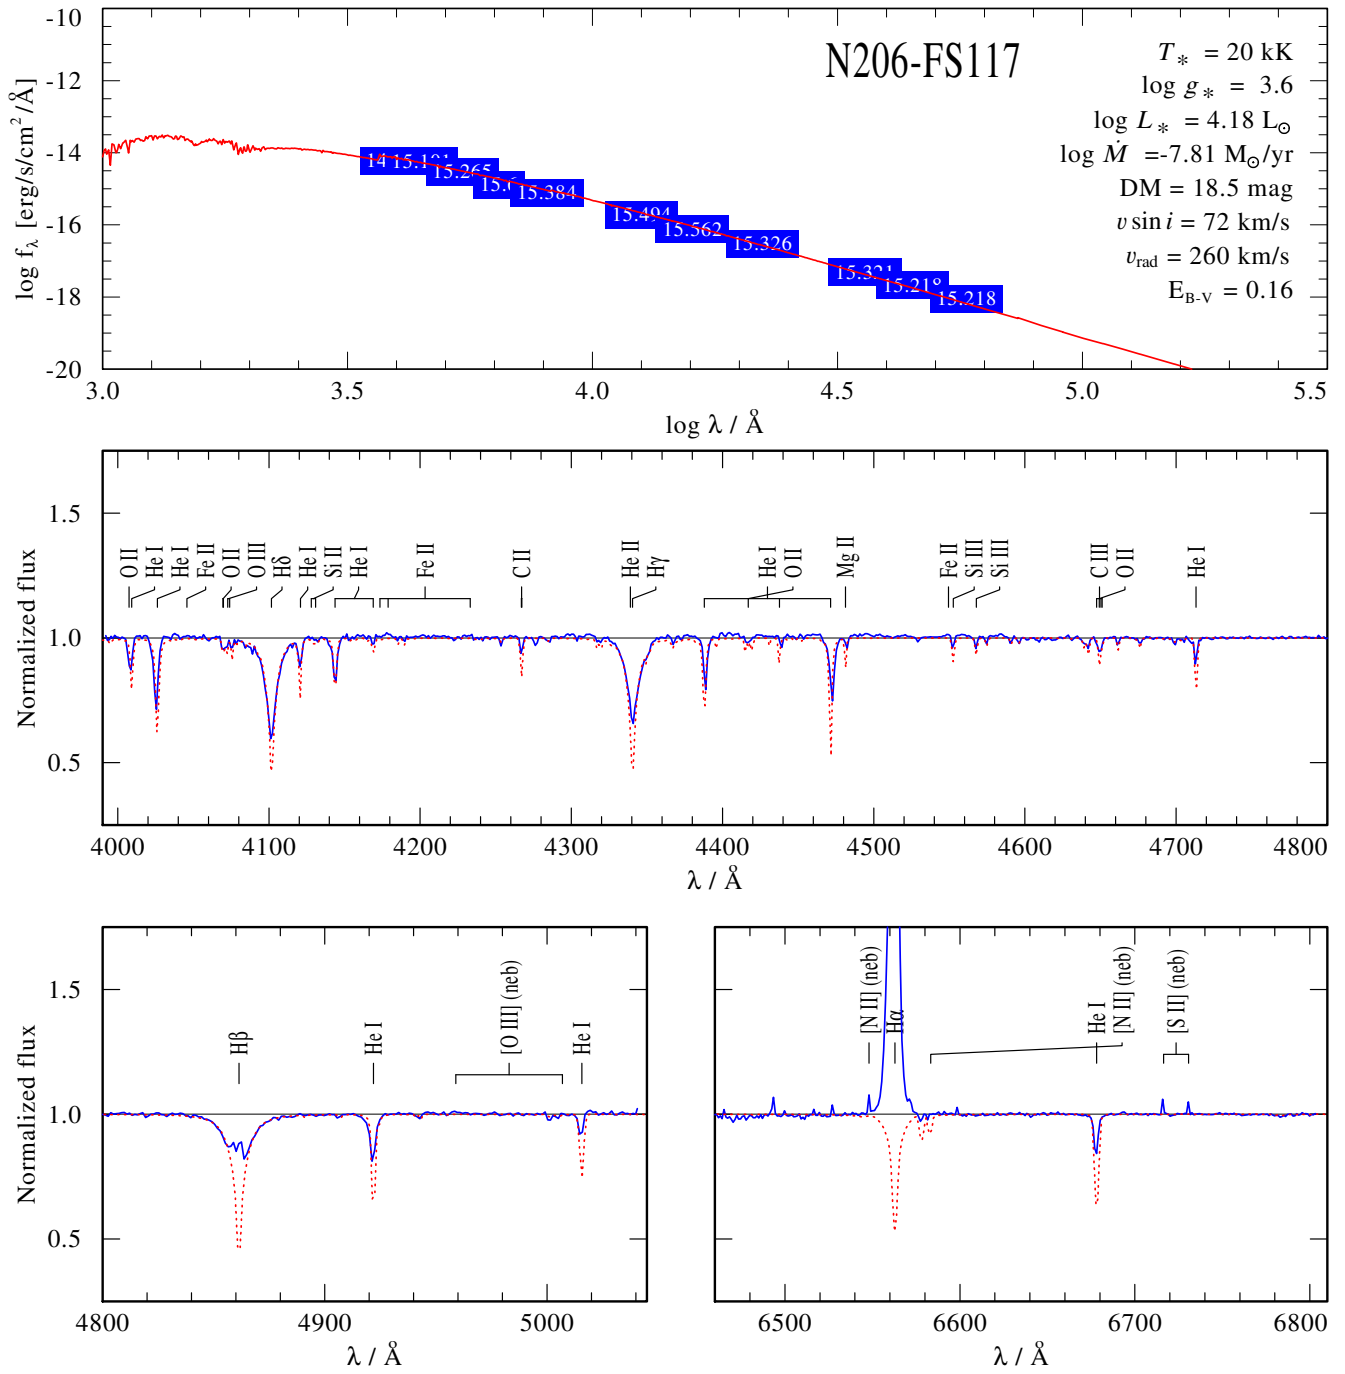 N206-FS117
T* = 20 kK
log g* = 3.6
log L* = 4.18 L⊙
log Ṁ =-7.81 M⊙/yr
DM = 18.5 mag
v sin i = 72 km/s
vrad = 260 km/s
EB-V = 0.16
log fλ [erg/s/cm²/Å]
-10
-12
-14
-16
-18
-20
15.265
15.384
15.494
15.562
15.326
15.218
15.218
3.0 3.5 4.0 4.5 5.0 5.5
log λ / Å
Normalized flux
1.5
1.0
0.5
O II He I He I Fe II O II O III Hδ He I Si II He I Fe II C II He II Hγ He I O II Mg II Fe II Si III Si III C III O II He I
4000 4100 4200 4300 4400 4500 4600 4700 4800
λ / Å
Normalized flux
1.5
1.0
0.5
Hβ He I [O III] (neb) He I
4800 4900 5000
λ / Å
[N II] (neb) Hα He I [N II] (neb) [S II] (neb)
6500 6600 6700 6800
λ / Å